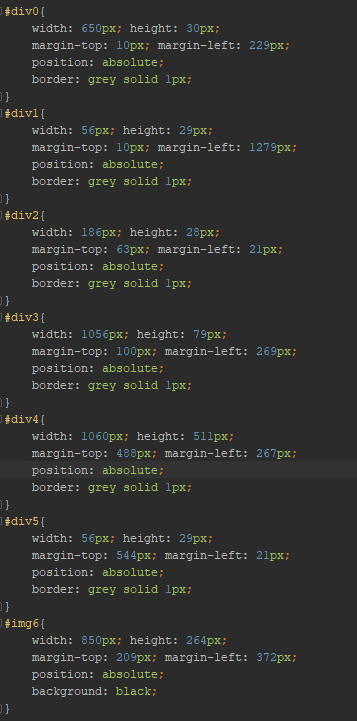 #div0{
width: 650px; height: 30px;
margin-top: 10px; margin-left: 229px;
position: absolute;
border: grey solid 1px;
}
#div1{
width: 56px; height: 29px;
margin-top: 10px; margin-left: 1279px;
position: absolute;
border: grey solid 1px;
}
#div2{
width: 186px; height: 28px;
margin-top: 63px; margin-left: 21px;
position: absolute;
border: grey solid 1px;
}
#div3{
width: 1056px; height: 79px;
margin-top: 100px; margin-left: 269px;
position: absolute;
border: grey solid 1px;
}
#div4{
width: 1060px; height: 511px;
margin-top: 488px; margin-left: 267px;
position: absolute;
border: grey solid 1px;
}
#div5{
width: 56px; height: 29px;
margin-top: 544px; margin-left: 21px;
position: absolute;
border: grey solid 1px;
}
#img6{
width: 850px; height: 264px;
margin-top: 209px; margin-left: 372px;
position: absolute;
background: black;
}